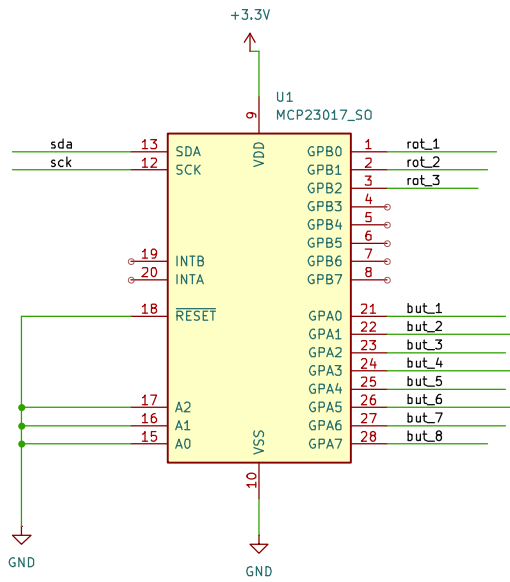 +3.3V
U1
MCP23017_SO
9
VDD
sda 13 SDA GPB0 1 rot_1
sck 12 SCK GPB1 2 rot_2
GPB2 3 rot_3
GPB3 4
GPB4 5
GPB5 6
19 INTB GPB6 7
20 INTA GPB7 8
18 RESET GPA0 21 but_1
GPA1 22 but_2
GPA2 23 but_3
GPA3 24 but_4
GPA4 25 but_5
17 A2 GPA5 26 but_6
16 A1 GPA6 27 but_7
15 A0 GPA7 28 but_8
VSS
10
GND
GND